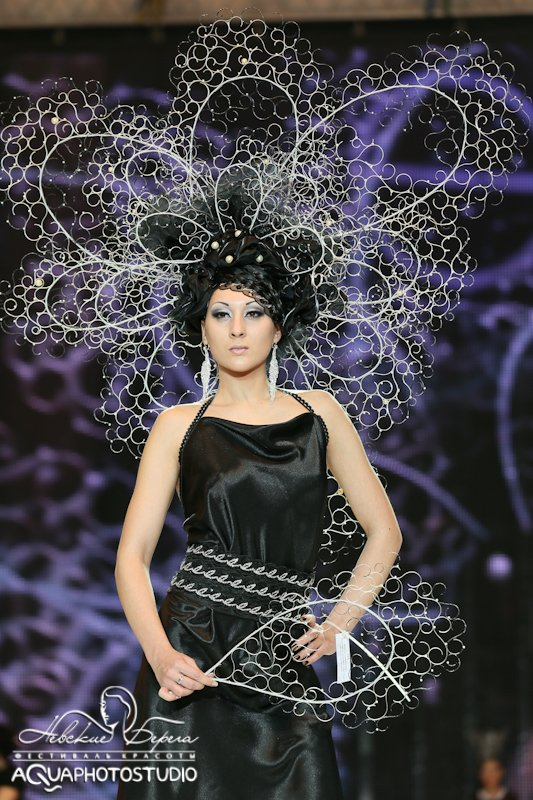 Невские Берега
ФЕСТИВАЛЬ КРАСОТЫ
AQUAPHOTOSTUDIO